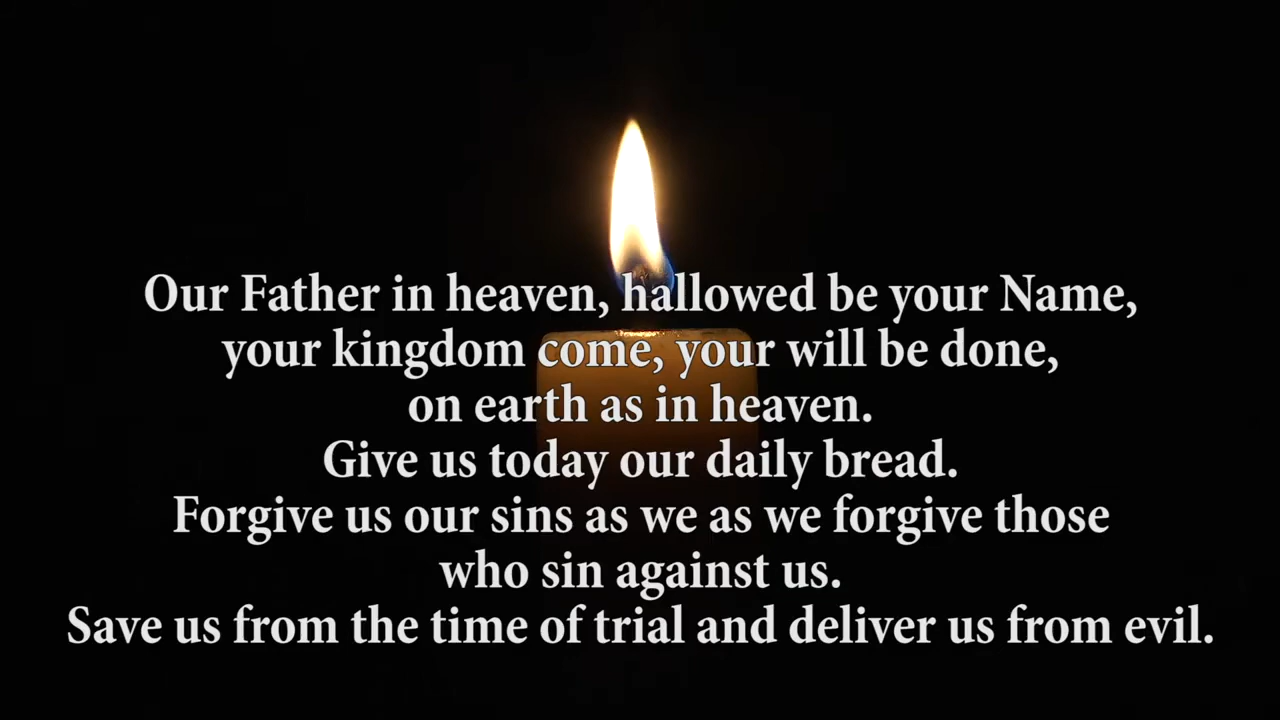 Our Father in heaven, hallowed be your Name,
your kingdom come, your will be done,
on earth as in heaven.
Give us today our daily bread.
Forgive us our sins as we as we forgive those
who sin against us.
Save us from the time of trial and deliver us from evil.